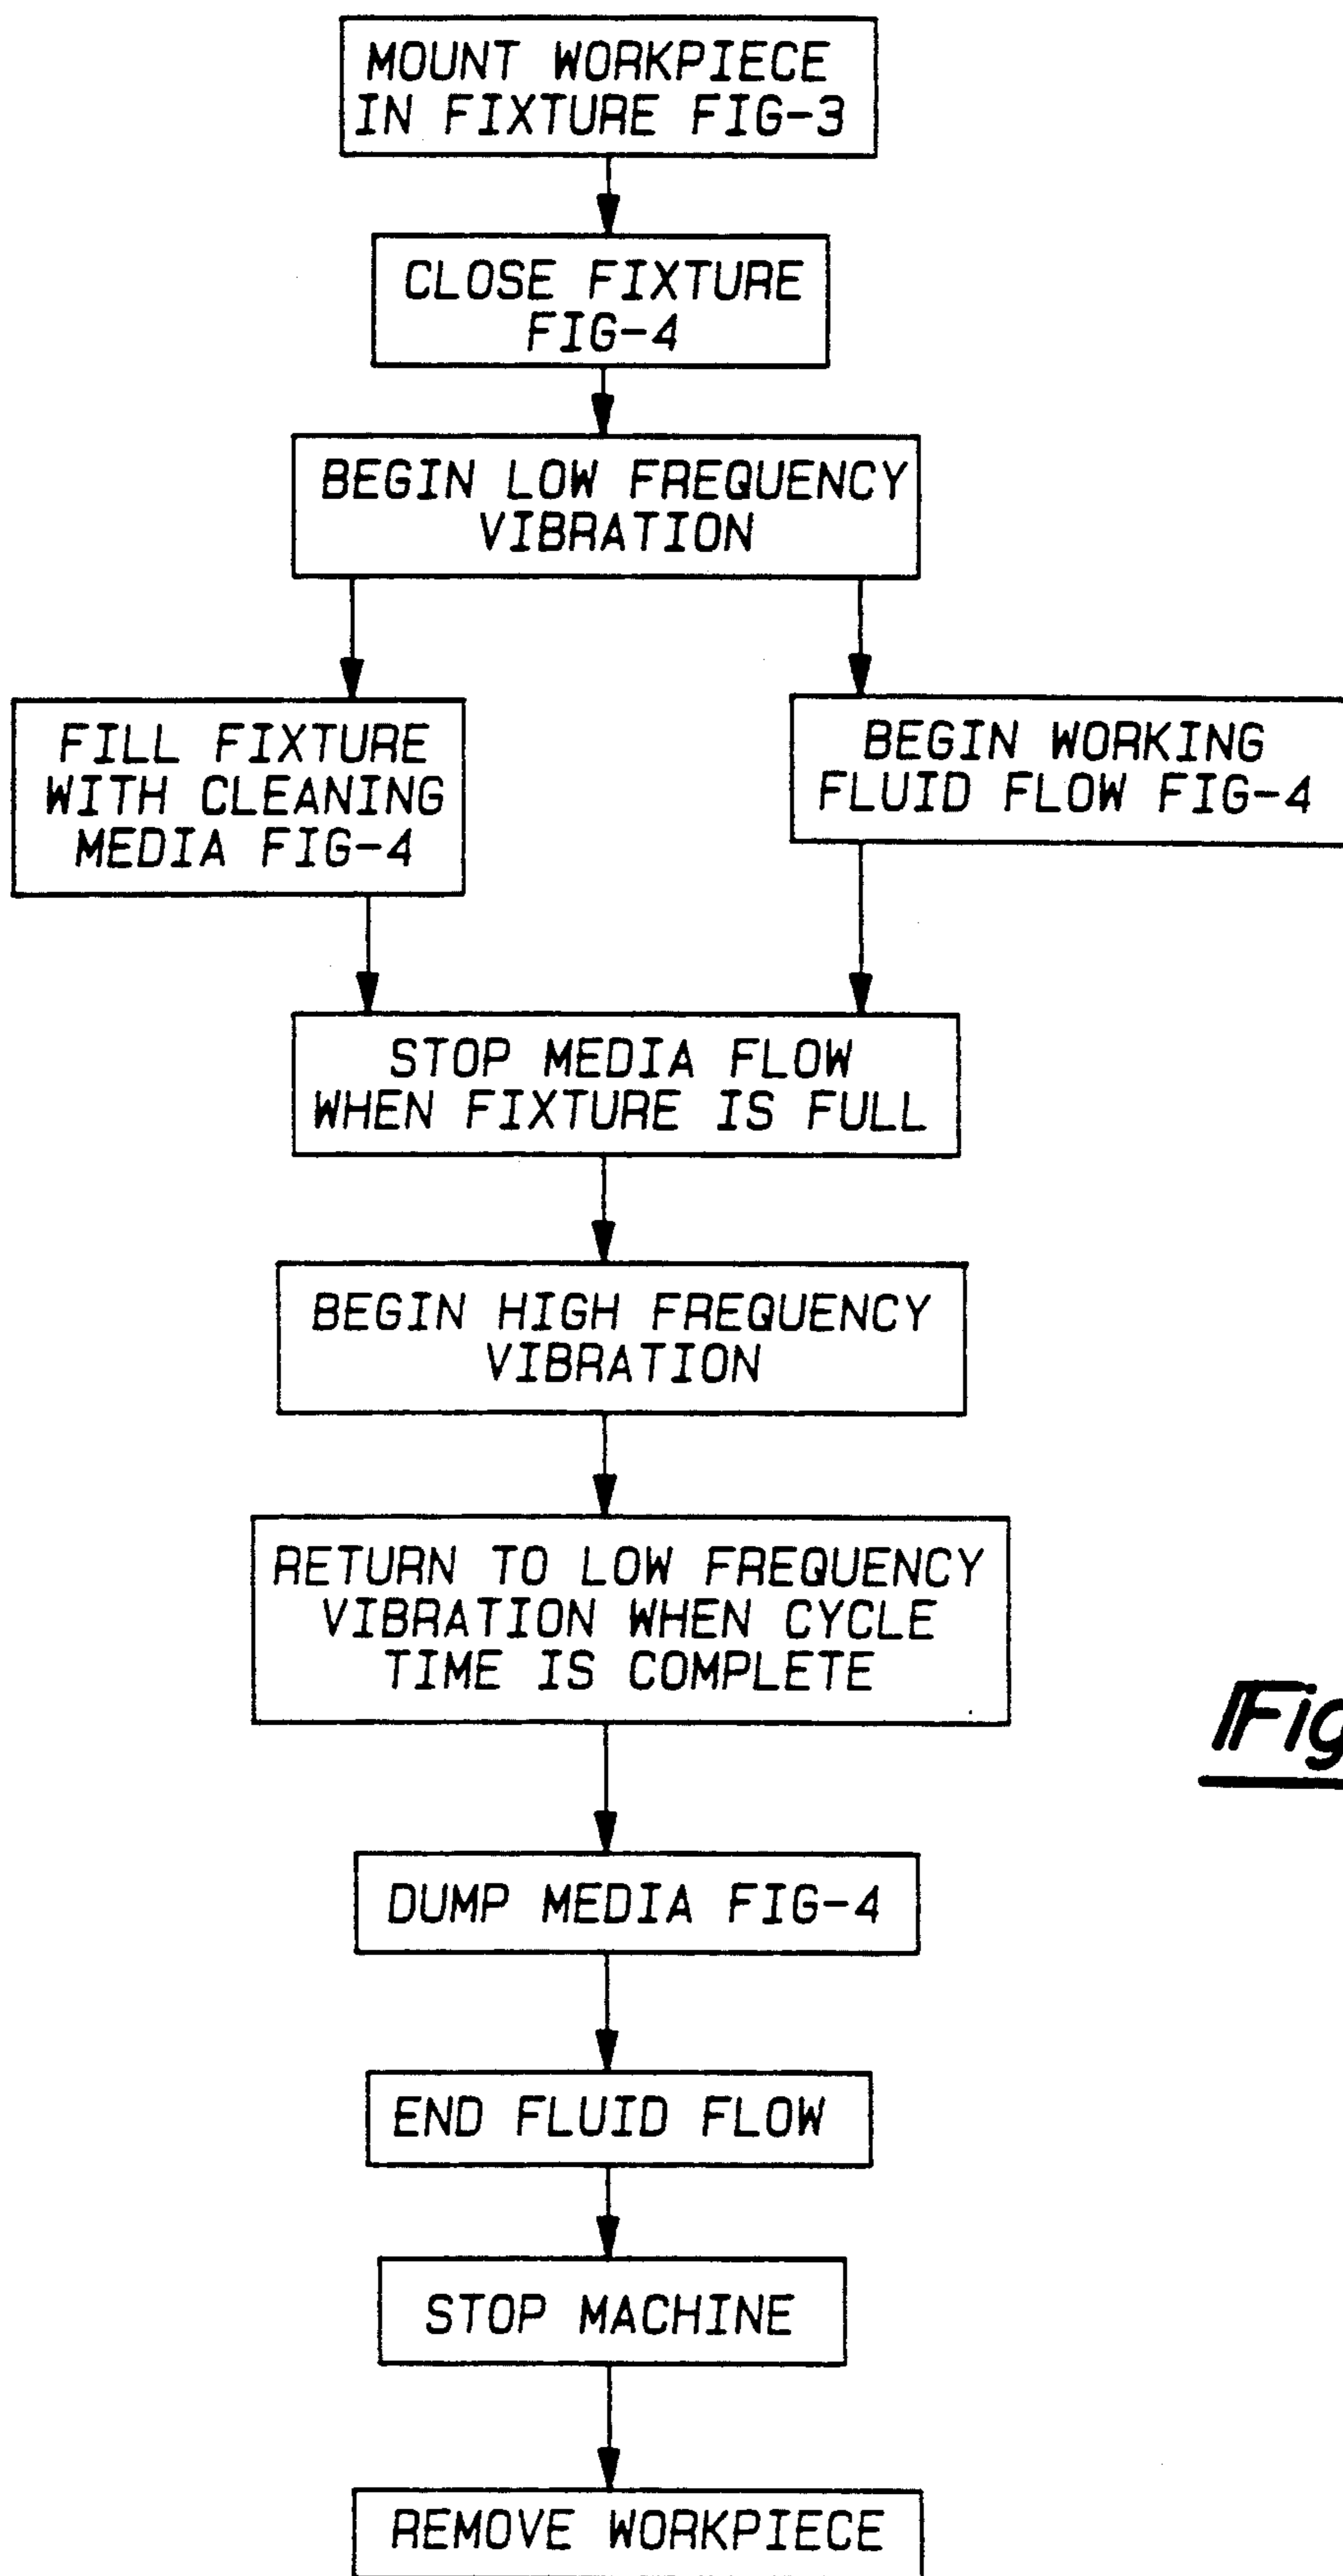 MOUNT WORKPIECE
IN FIXTURE FIG-3
CLOSE FIXTURE
FIG-4
BEGIN LOW FREQUENCY
VIBRATION
FILL FIXTURE
WITH CLEANING
MEDIA FIG-4
BEGIN WORKING
FLUID FLOW FIG-4
STOP MEDIA FLOW
WHEN FIXTURE IS FULL
BEGIN HIGH FREQUENCY
VIBRATION
RETURN TO LOW FREQUENCY
VIBRATION WHEN CYCLE
TIME IS COMPLETE
Fig
DUMP MEDIA FIG-4
END FLUID FLOW
STOP MACHINE
REMOVE WORKPIECE